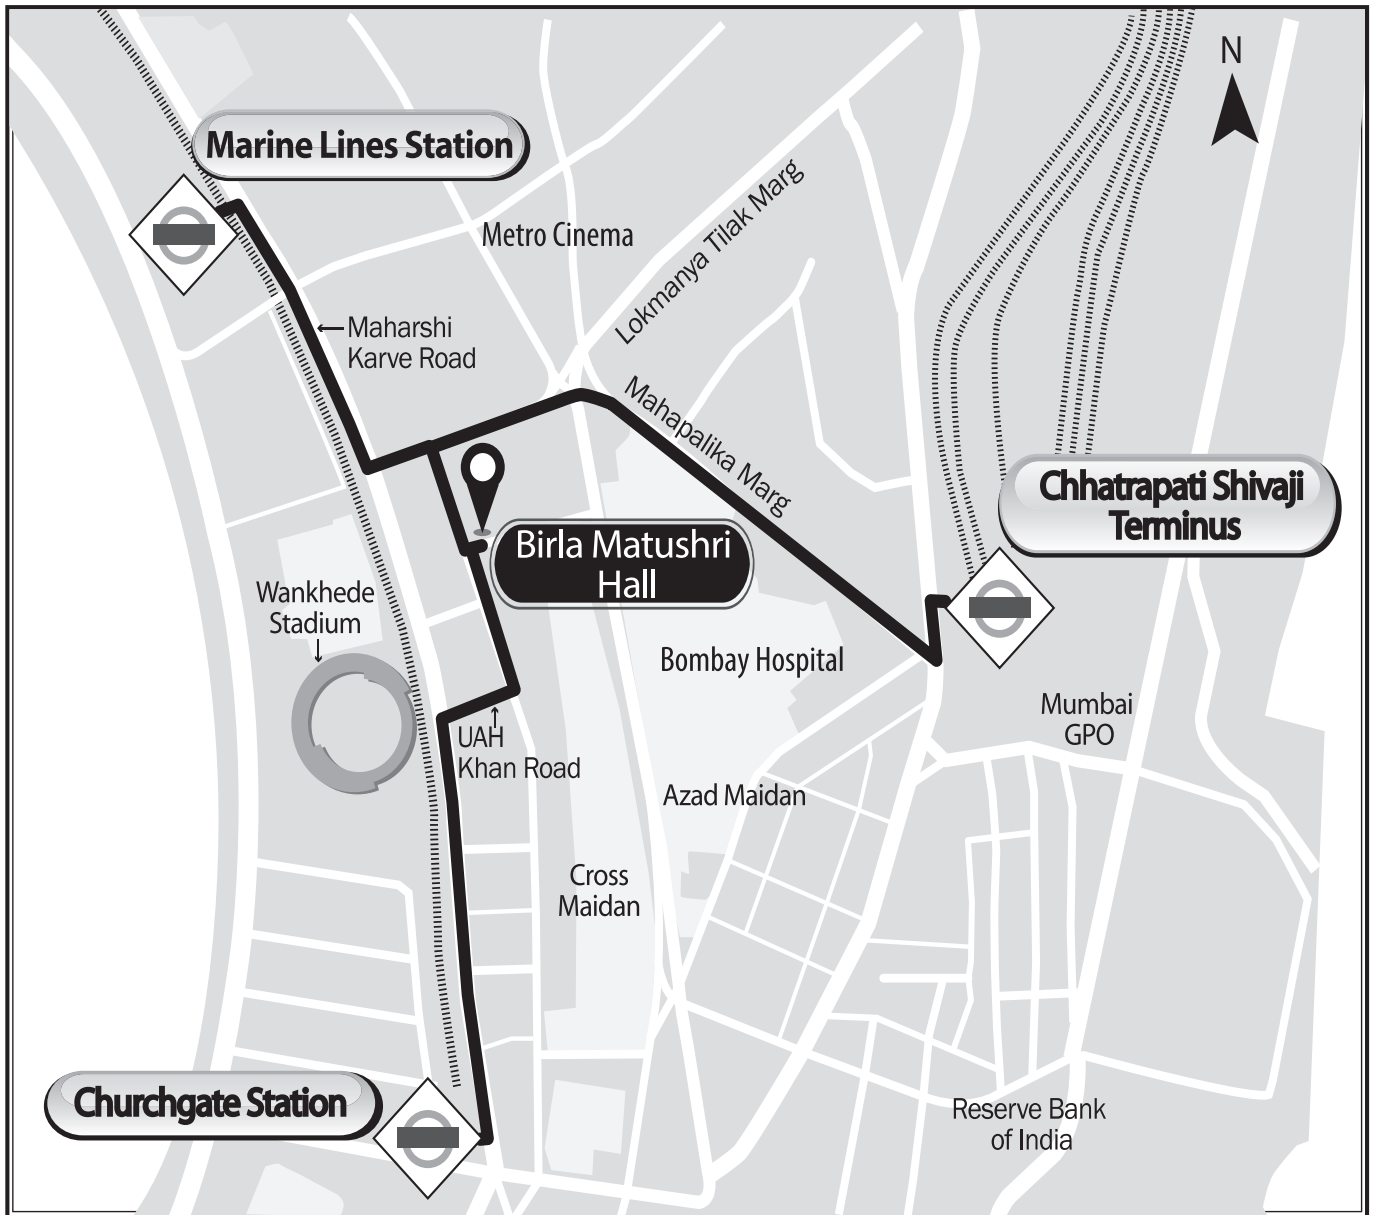 N
Marine Lines Station
Metro Cinema
Lokmanya Tilak Marg
Maharshi
Karve Road
Mahapalika Marg
Chhatrapati Shivaji
Terminus
Birla Matushri
Hall
Wankhede
Stadium
Bombay Hospital
Mumbai
GPO
UAH
Khan Road
Azad Maidan
Cross
Maidan
Churchgate Station
Reserve Bank
of India